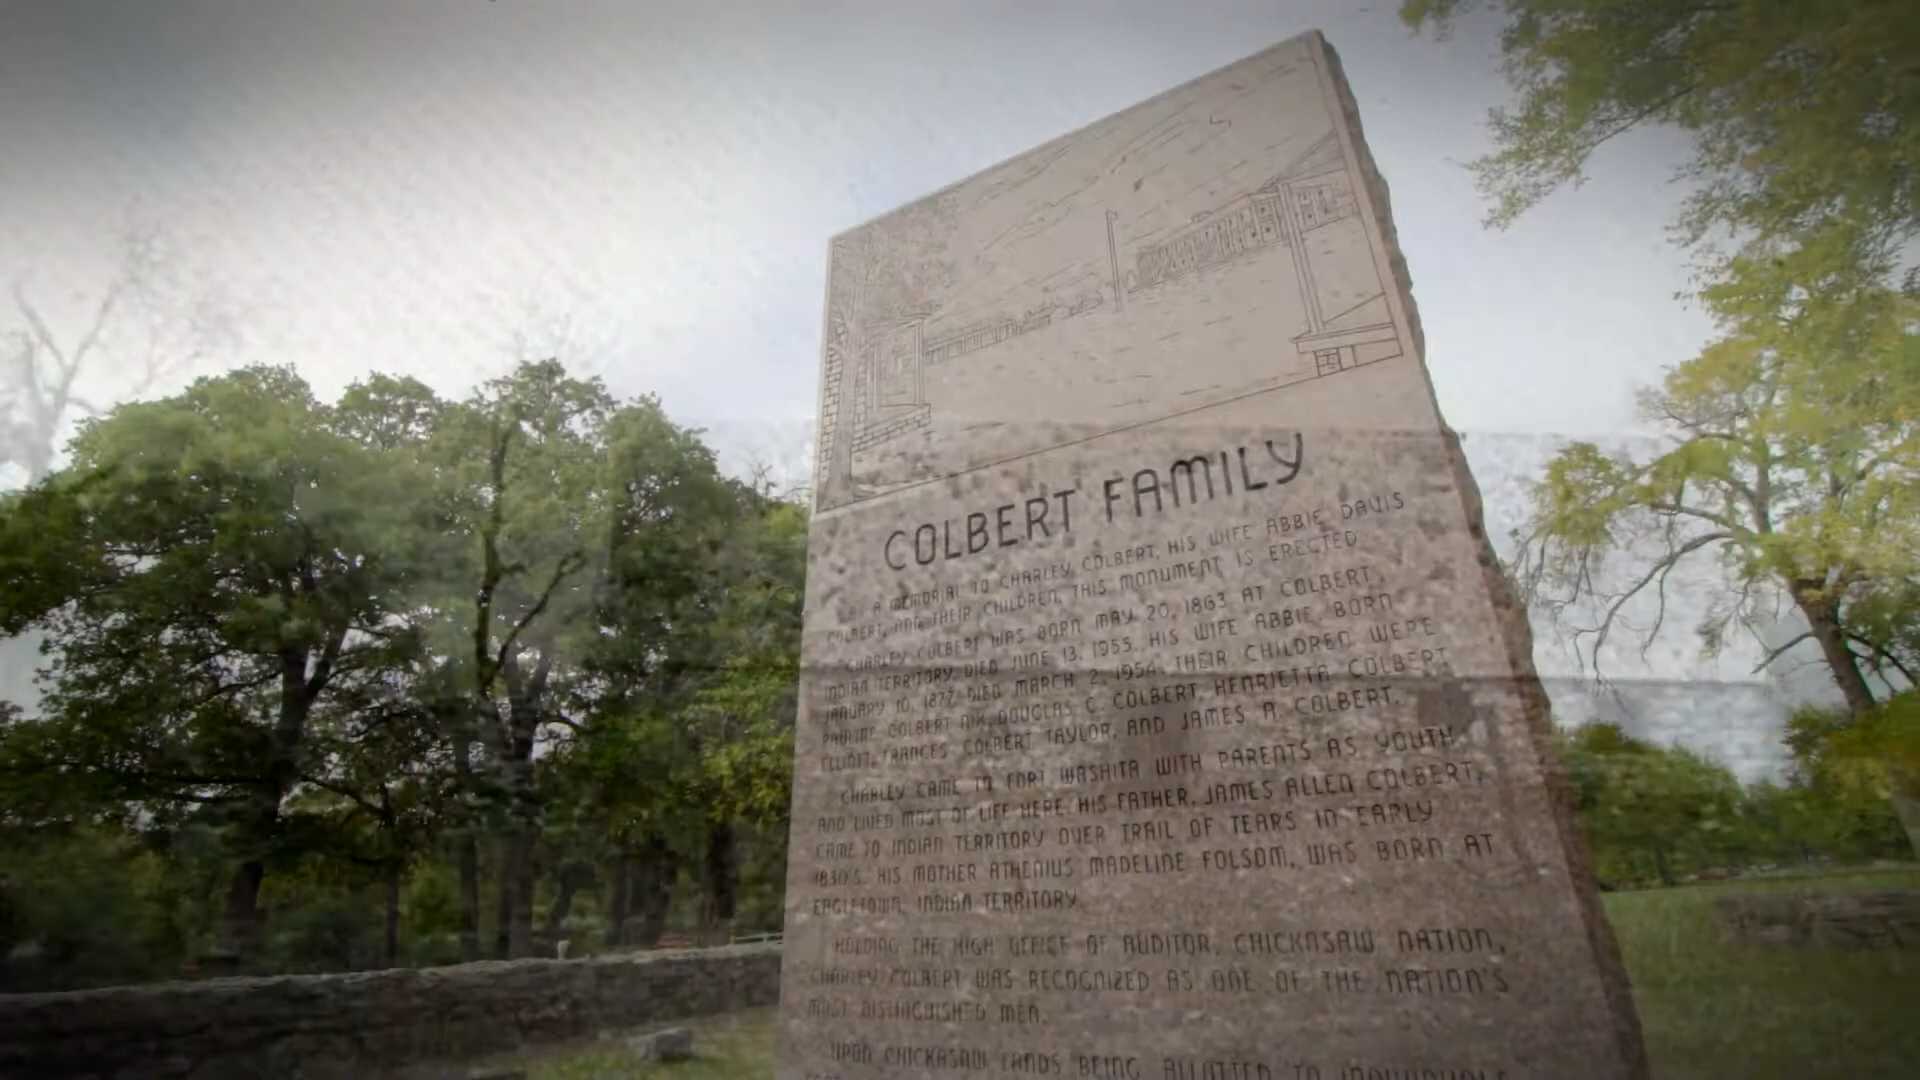 COLBERT FAMILY
AS A MEMORIAL TO CHARLEY COLBERT, HIS WIFE ABBIE DAVIS
COLBERT, AND THEIR CHILDREN, THIS MONUMENT IS ERECTED
CHARLEY COLBERT WAS BORN MAY 20, 1863 AT COLBERT,
INDIAN TERRITORY, DIED JUNE 13, 1955. HIS WIFE ABBIE BORN
JANUARY 10, 1877, DIED MARCH 2, 1954. THEIR CHILDREN WERE
PAULINE COLBERT NIX, DOUGLAS C. COLBERT, HENRIETTA COLBERT
ELLIOTT, FRANCES COLBERT TAYLOR, AND JAMES A. COLBERT.
CHARLEY CAME TO FORT WASHITA WITH PARENTS AS YOUTH
AND LIVED MOST OF LIFE HERE. HIS FATHER, JAMES ALLEN COLBERT,
CAME TO INDIAN TERRITORY OVER TRAIL OF TEARS IN EARLY
1830'S. HIS MOTHER ATHENIUS MADELINE FOLSOM, WAS BORN AT
EAGLETOWN, INDIAN TERRITORY.
HOLDING THE HIGH OFFICE OF AUDITOR, CHICKASAW NATION,
CHARLEY COLBERT WAS RECOGNIZED AS ONE OF THE NATION'S
MOST DISTINGUISHED MEN.
UPON CHICKASAW LANDS BEING ALLOTTED TO INDIVIDUALS